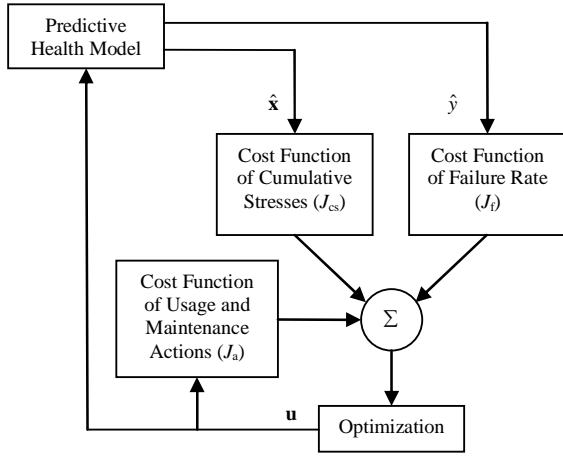 Predictive
Health Model
x̂
ŷ
Cost Function
of Cumulative
Stresses (Jcs)
Cost Function
of Failure Rate
(Jf)
Cost Function
of Usage and
Maintenance
Actions (Ja)
Σ
u
Optimization